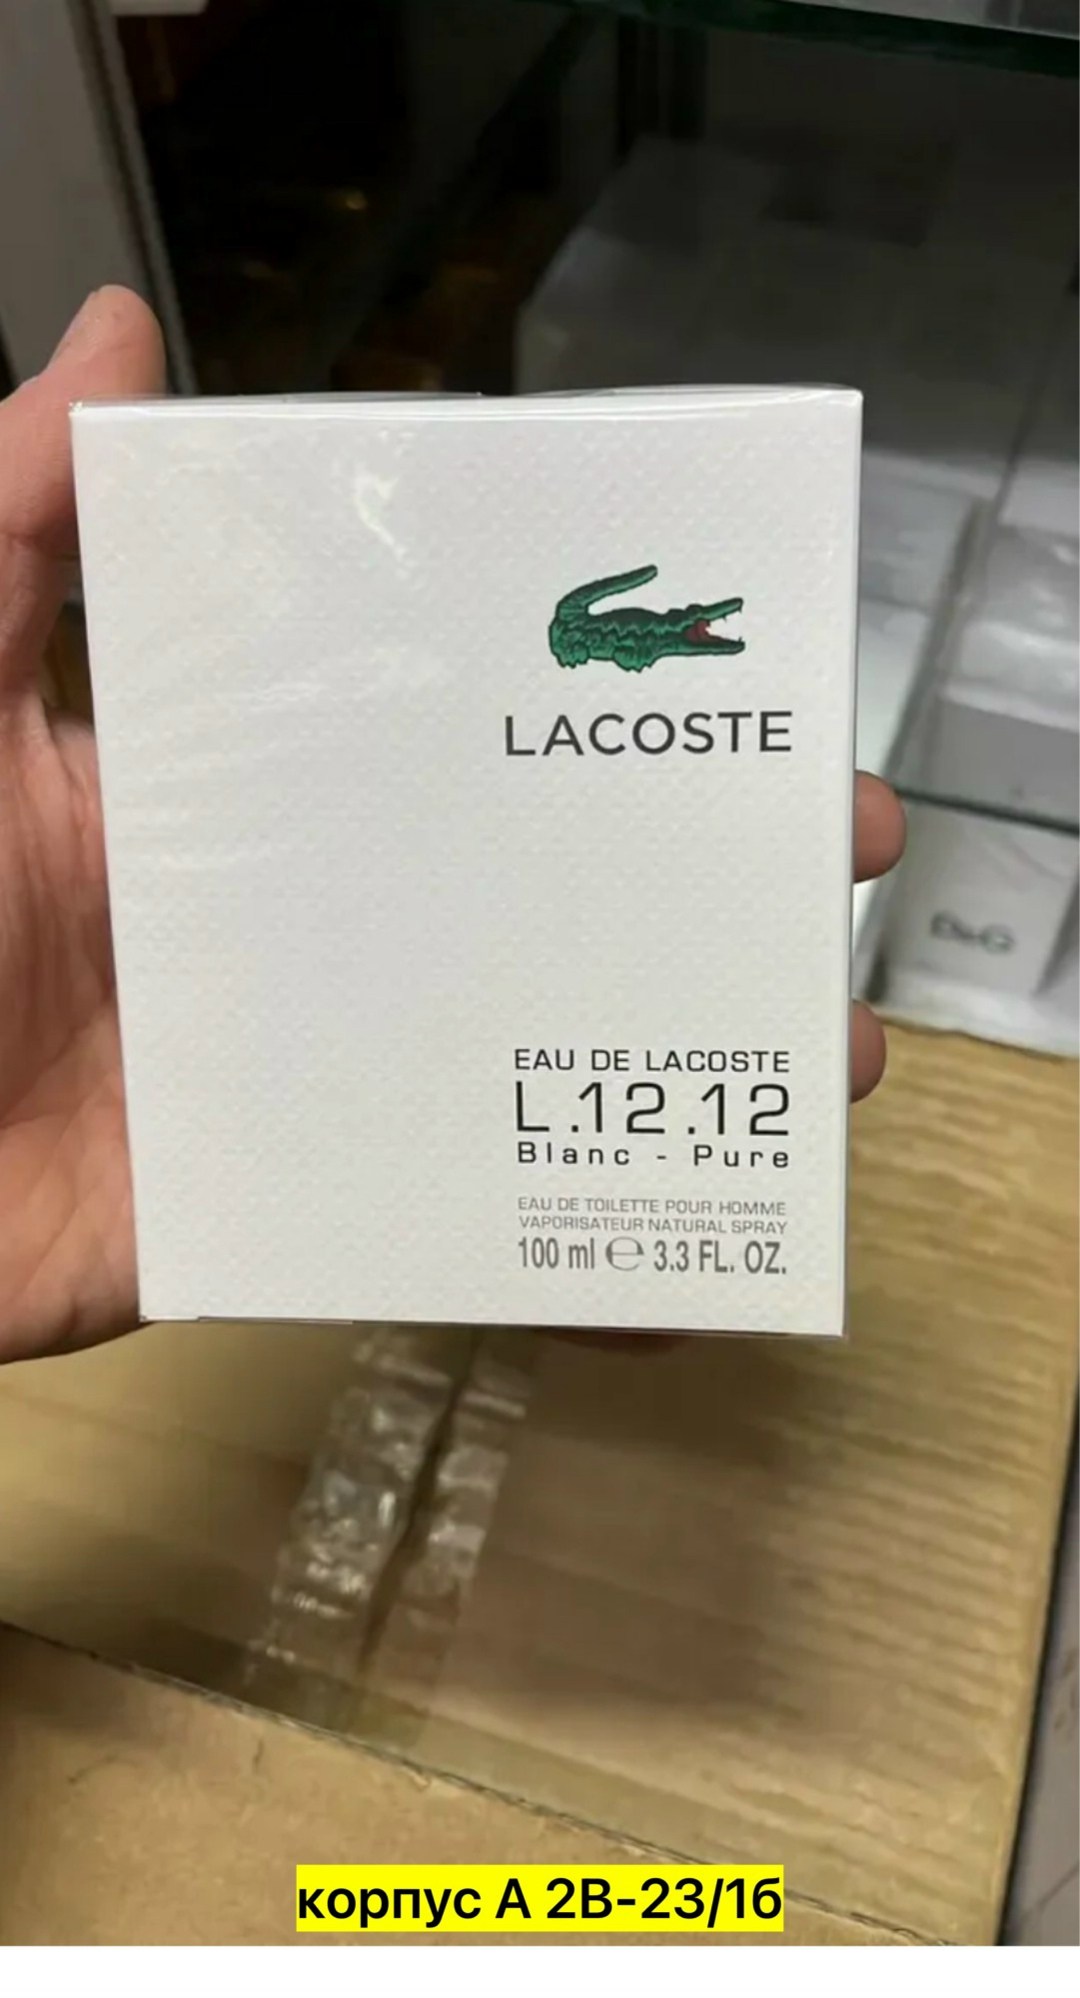 LACOSTE
EAU DE LACOSTE
L.12.12
Blanc - Pure
EAU DE TOILETTE POUR HOMME
VAPORISATEUR NATURAL SPRAY
100 ml ℮ 3.3 FL. OZ.
D&G
корпус А 2В-23/1б